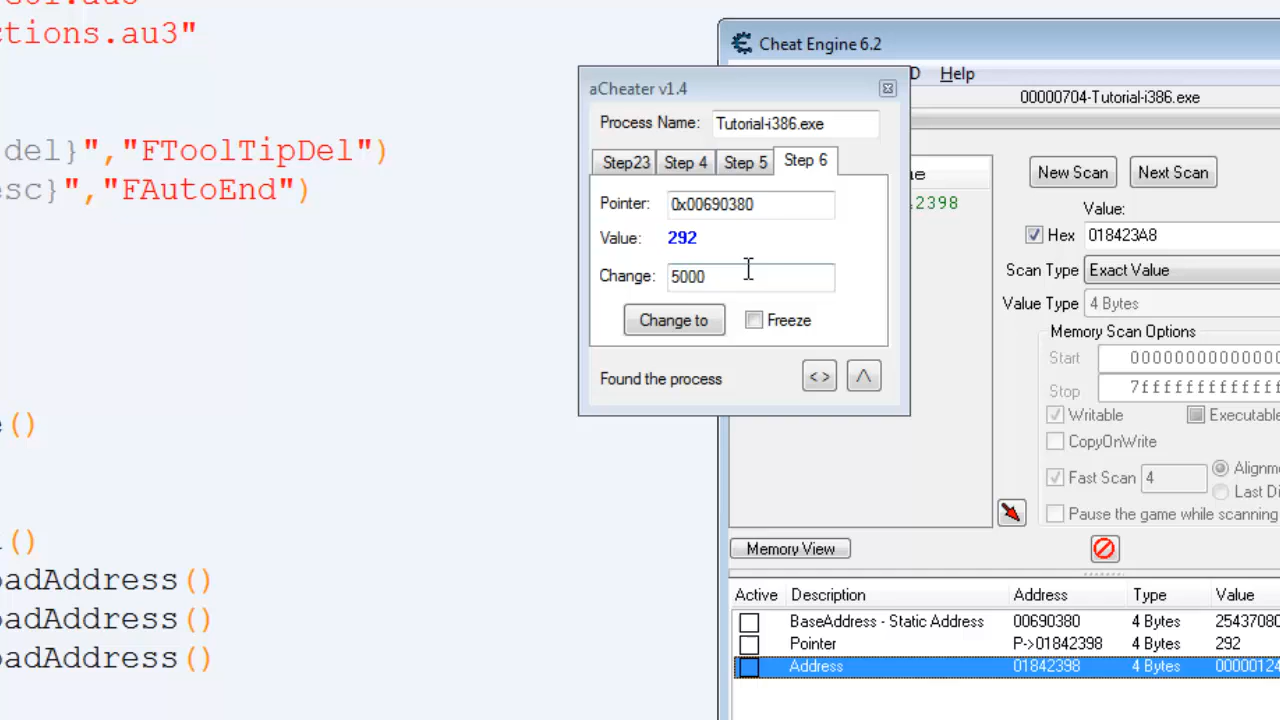 ctions.au3"
del}","FToolTipDel")
esc}","FAutoEnd")
()
()
oadAddress()
oadAddress()
oadAddress()
aCheater v1.4
Process Name: Tutorial-i386.exe
Step23 Step 4 Step 5 Step 6
Pointer: 0x00690380
Value: 292
Change: 5000
Change to Freeze
Found the process <> ^
Cheat Engine 6.2
D Help
00000704-Tutorial-i386.exe
2398
New Scan Next Scan
Value:
Hex 018423A8
Scan Type Exact Value
Value Type 4 Bytes
Memory Scan Options
Start 0000000000000
Stop 7ffffffffffff
Writable Executable
CopyOnWrite
Fast Scan 4 Alignm
Last Di
Pause the game while scanning
Memory View
Active Description Address Type Value
BaseAddress - Static Address 00690380 4 Bytes 25437080
Pointer P->01842398 4 Bytes 292
Address 01842398 4 Bytes 00000124